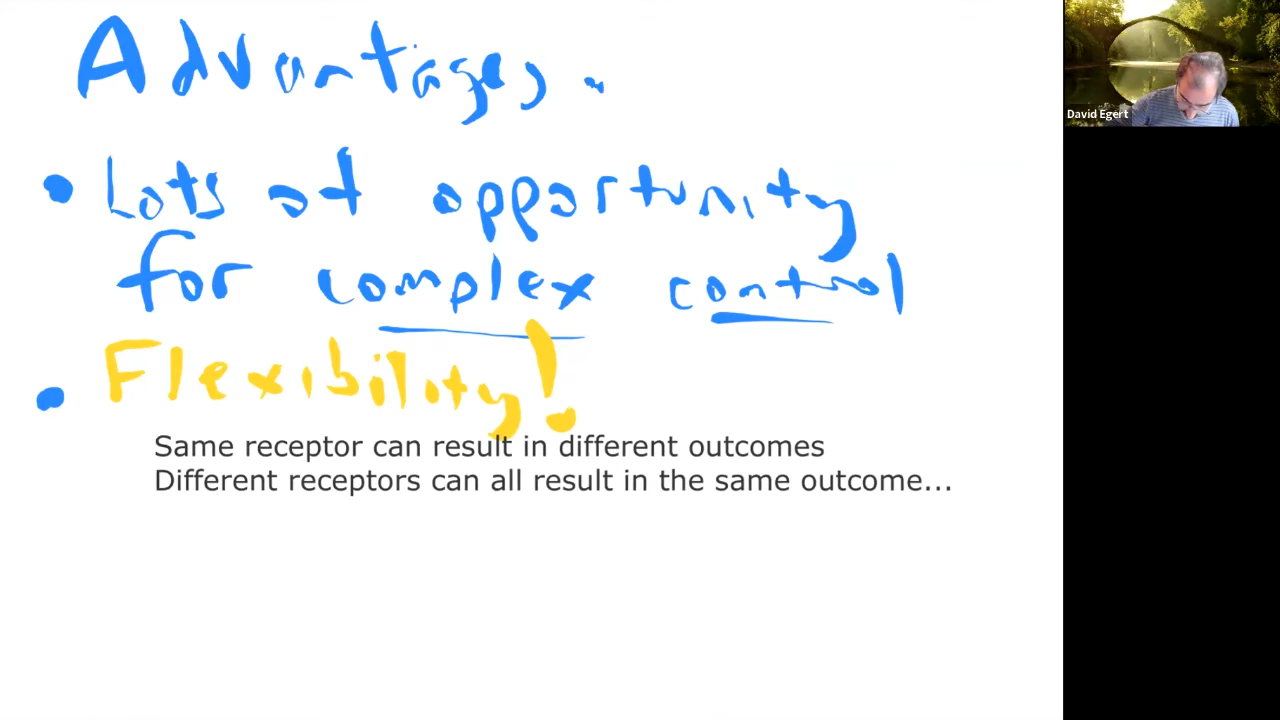 Advantages.
• Lots of opportunity
for complex control
• Flexibility!
Same receptor can result in different outcomes
Different receptors can all result in the same outcome...
David Egert